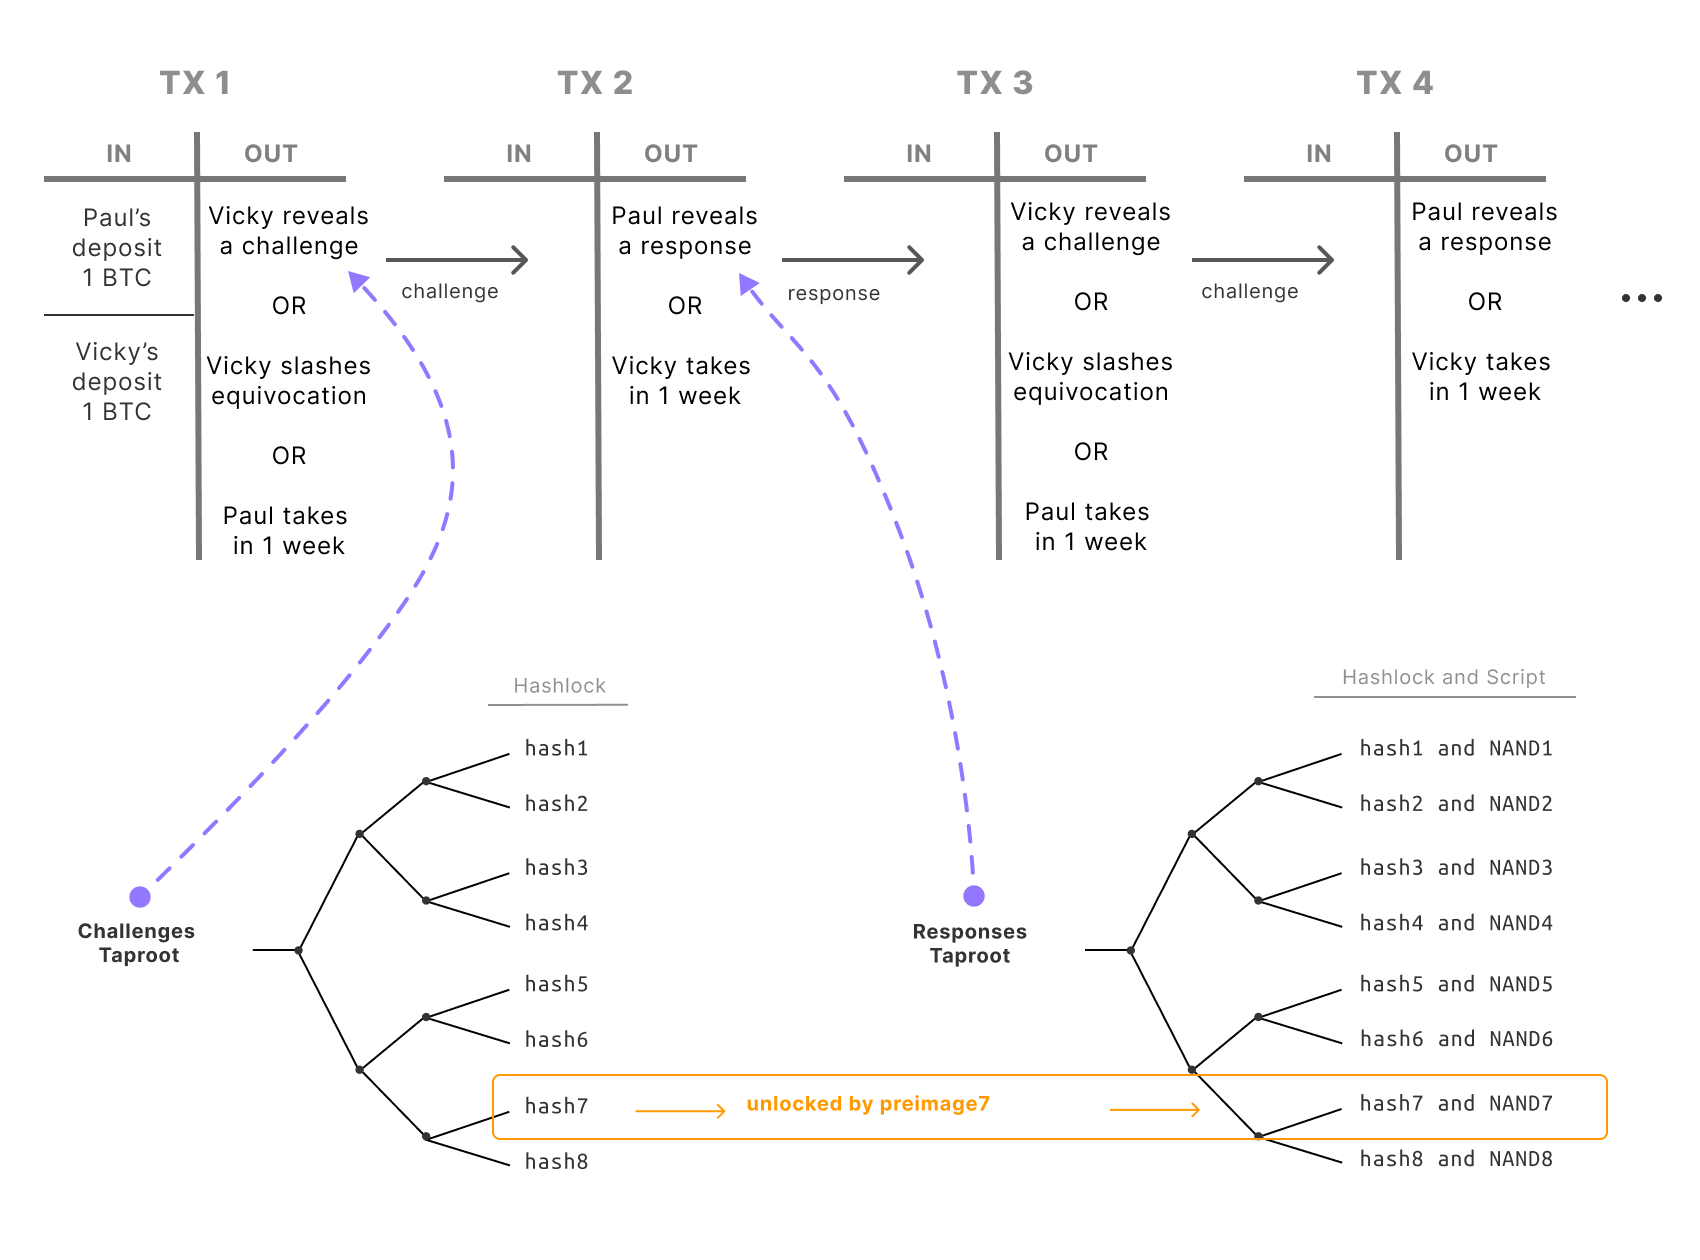 TX 1
IN
OUT
Paul’s
deposit
1 BTC
Vicky’s
deposit
1 BTC
Vicky reveals
a challenge
OR
Vicky slashes
equivocation
OR
Paul takes
in 1 week
challenge
TX 2
IN
OUT
Paul reveals
a response
OR
Vicky takes
in 1 week
response
TX 3
IN
OUT
Vicky reveals
a challenge
OR
Vicky slashes
equivocation
OR
Paul takes
in 1 week
challenge
TX 4
IN
OUT
Paul reveals
a response
OR
Vicky takes
in 1 week
...
Challenges
Taproot
Hashlock
hash1
hash2
hash3
hash4
hash5
hash6
hash7
hash8
unlocked by preimage7
Responses
Taproot
Hashlock and Script
hash1 and NAND1
hash2 and NAND2
hash3 and NAND3
hash4 and NAND4
hash5 and NAND5
hash6 and NAND6
hash7 and NAND7
hash8 and NAND8